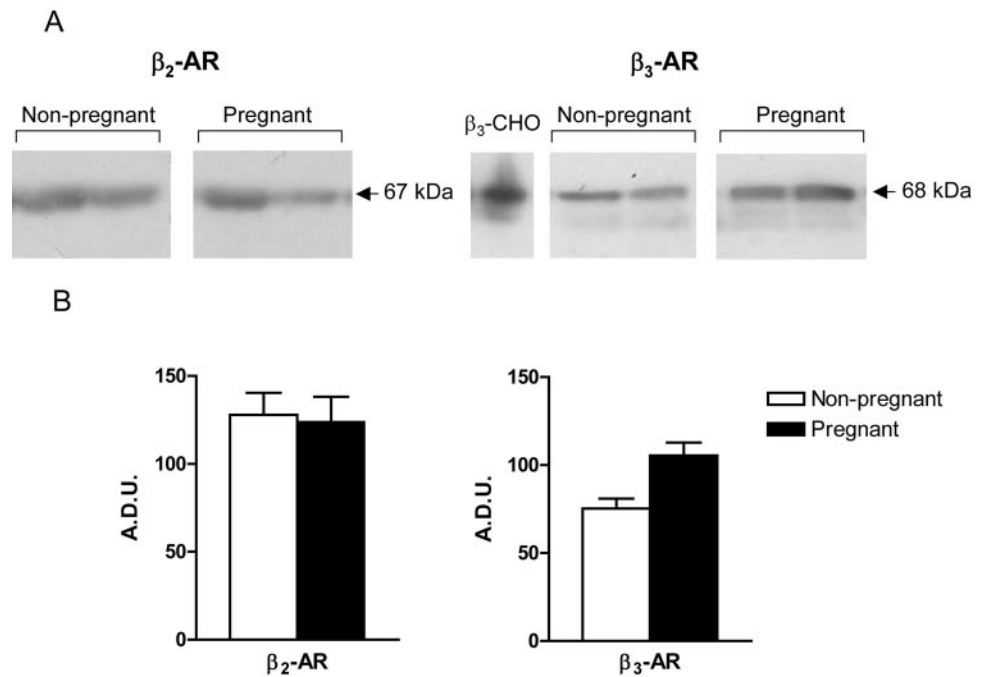 A
β2-AR
β3-AR
Non-pregnant
Pregnant
β3-CHO
Non-pregnant
Pregnant
67 kDa
68 kDa
B
150
100
50
0
A.D.U.
β2-AR
150
100
50
0
A.D.U.
β3-AR
Non-pregnant
Pregnant